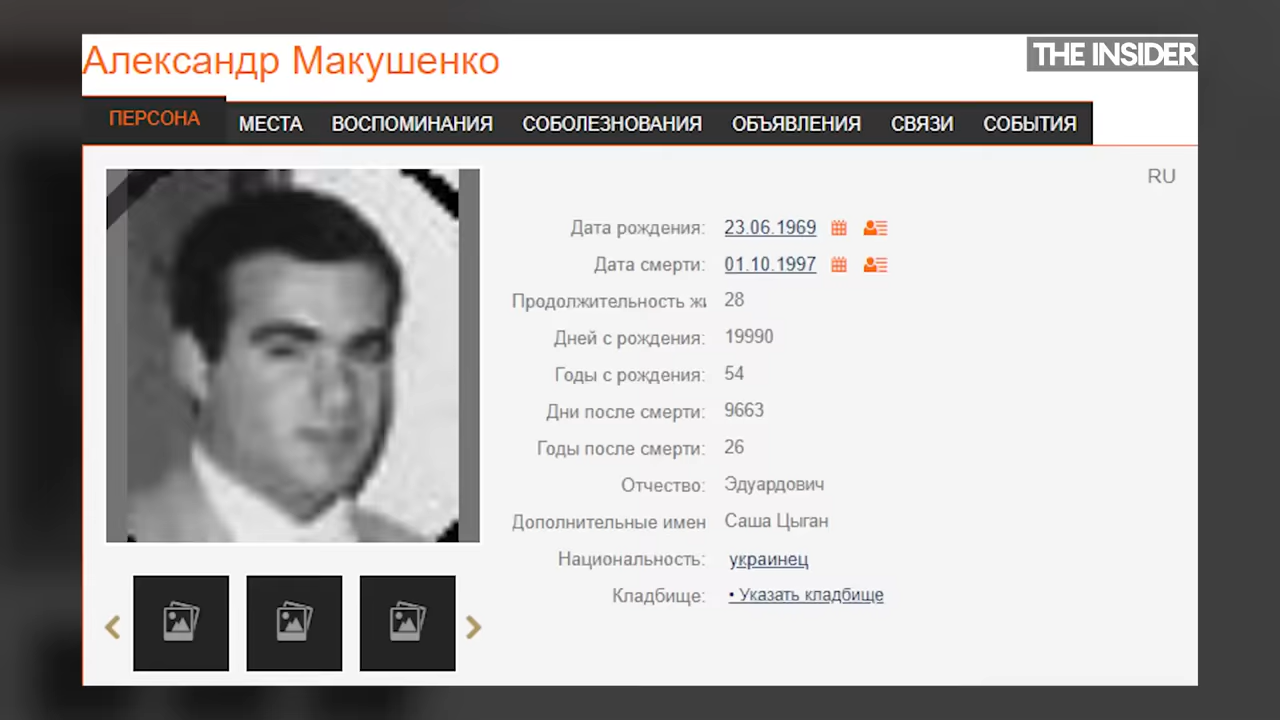 Александр Макушенко
THE INSIDER
ПЕРСОНА МЕСТА ВОСПОМИНАНИЯ СОБОЛЕЗНОВАНИЯ ОБЪЯВЛЕНИЯ СВЯЗИ СОБЫТИЯ
RU
Дата рождения: 23.06.1969
Дата смерти: 01.10.1997
Продолжительность жи 28
Дней с рождения: 19990
Годы с рождения: 54
Дни после смерти: 9663
Годы после смерти: 26
Отчество: Эдуардович
Дополнительные имен Саша Цыган
Национальность: украинец
Кладбище: • Указать кладбище